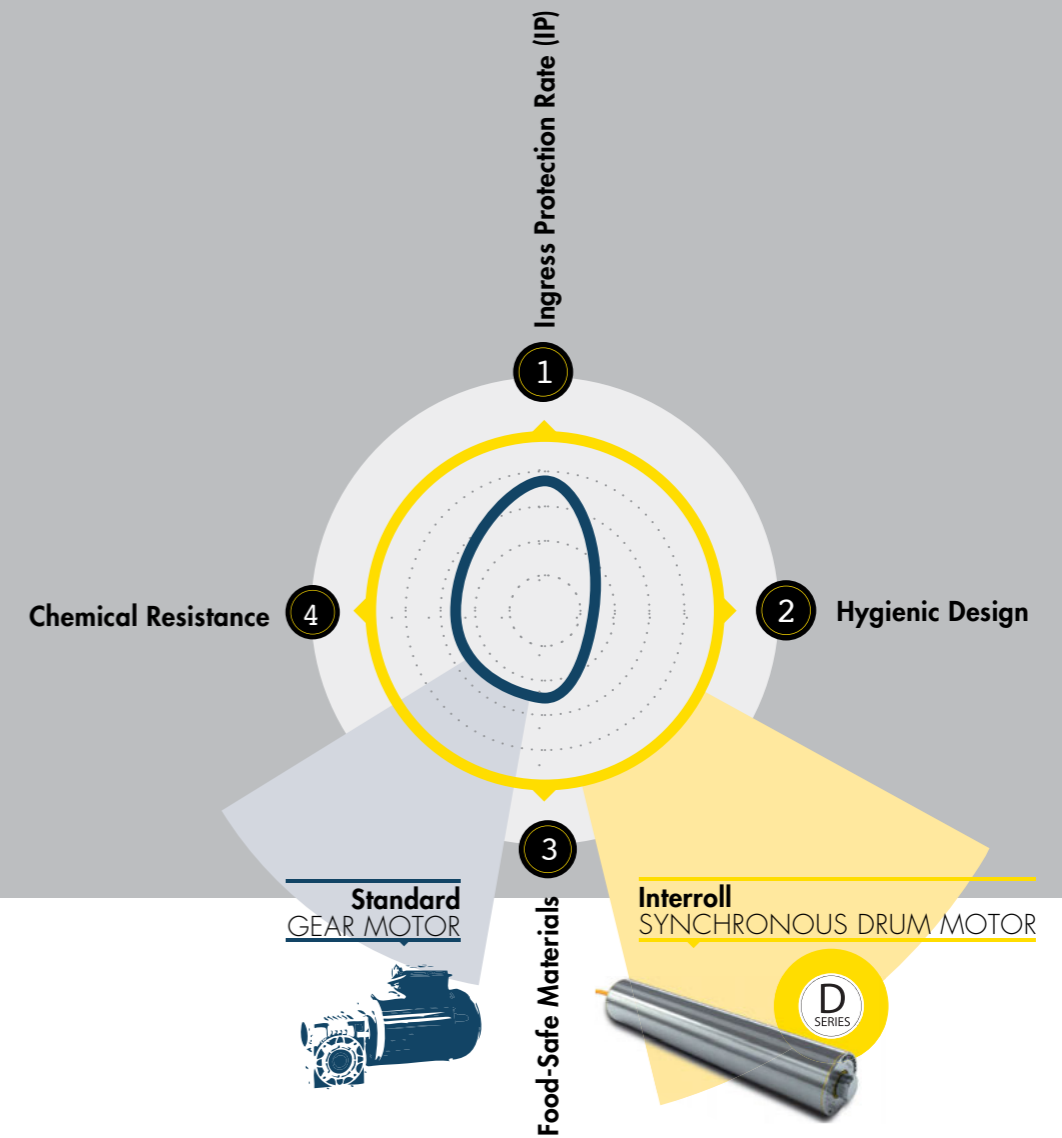 Ingress Protection Rate (IP)
1
Chemical Resistance
4
2
Hygienic Design
3
Food-Safe Materials
Standard
GEAR MOTOR
Interroll
SYNCHRONOUS DRUM MOTOR
D
SERIES